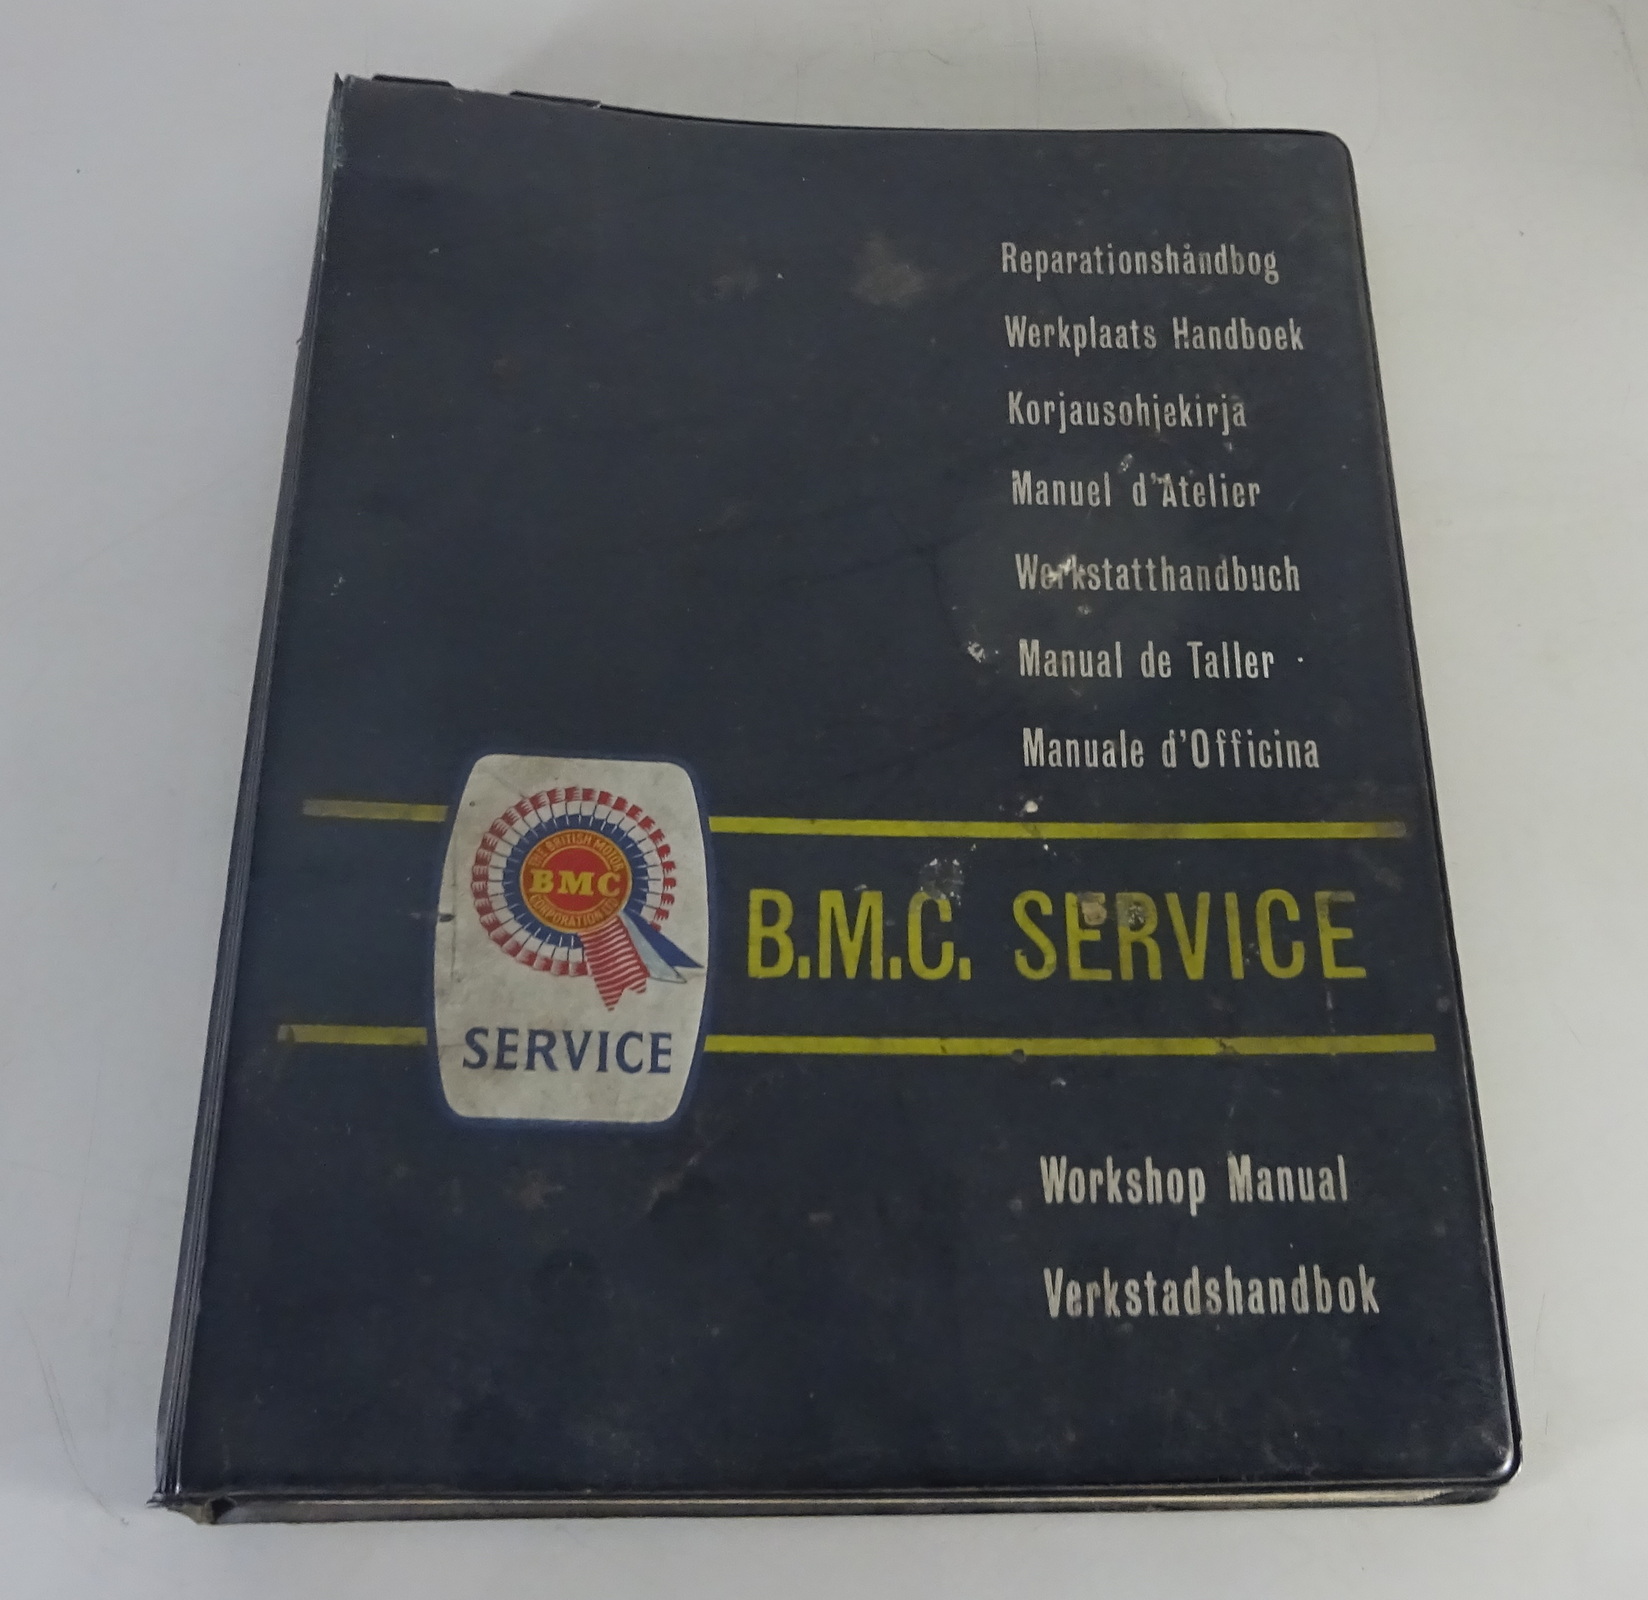 Reparationshåndbog
Werkplaats Handboek
Korjausohjekirja
Manuel d'Atelier
Werkstatthandbuch
Manual de Taller
Manuale d'Officina
THE BRITISH MOTOR
BMC
CORPORATION LTD
SERVICE
B.M.C. SERVICE
Workshop Manual
Verkstadshandbok